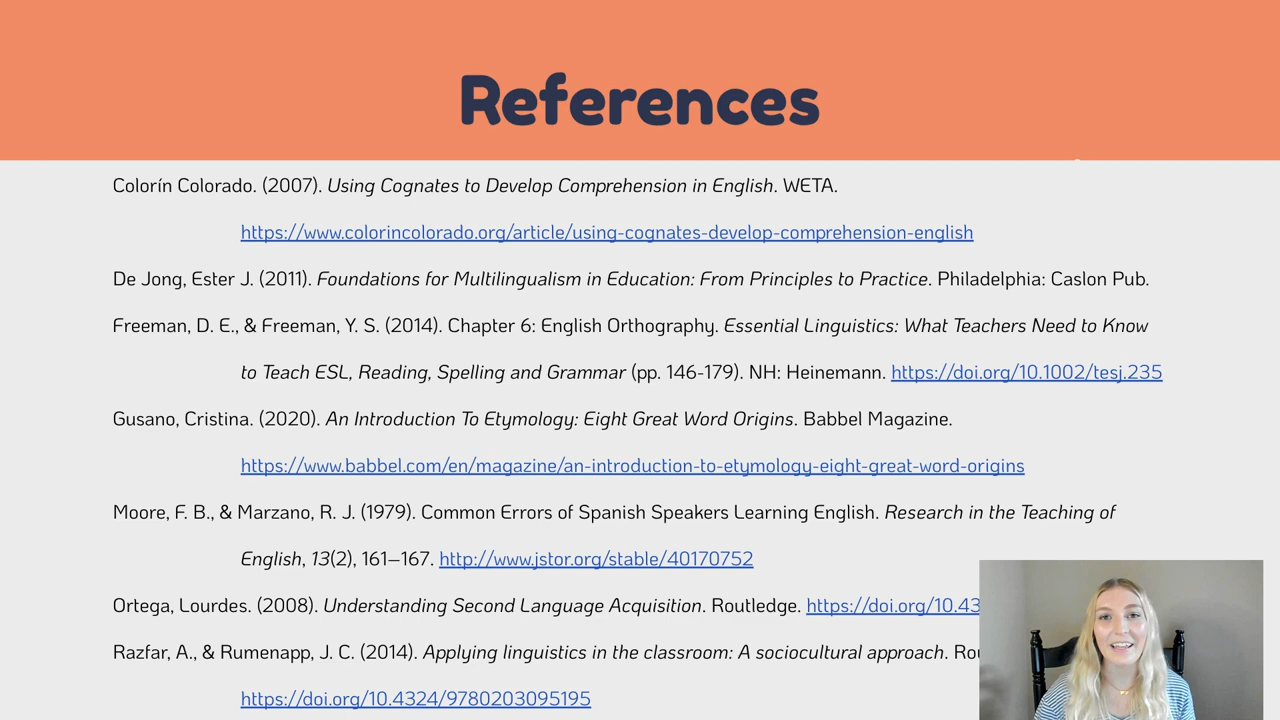 References
Colorín Colorado. (2007). Using Cognates to Develop Comprehension in English. WETA.
https://www.colorincolorado.org/article/using-cognates-develop-comprehension-english
De Jong, Ester J. (2011). Foundations for Multilingualism in Education: From Principles to Practice. Philadelphia: Caslon Pub.
Freeman, D. E., & Freeman, Y. S. (2014). Chapter 6: English Orthography. Essential Linguistics: What Teachers Need to Know
to Teach ESL, Reading, Spelling and Grammar (pp. 146-179). NH: Heinemann. https://doi.org/10.1002/tesj.235
Gusano, Cristina. (2020). An Introduction To Etymology: Eight Great Word Origins. Babbel Magazine.
https://www.babbel.com/en/magazine/an-introduction-to-etymology-eight-great-word-origins
Moore, F. B., & Marzano, R. J. (1979). Common Errors of Spanish Speakers Learning English. Research in the Teaching of
English, 13(2), 161–167. http://www.jstor.org/stable/40170752
Ortega, Lourdes. (2008). Understanding Second Language Acquisition. Routledge. https://doi.org/10.43
Razfar, A., & Rumenapp, J. C. (2014). Applying linguistics in the classroom: A sociocultural approach. Rou
https://doi.org/10.4324/9780203095195